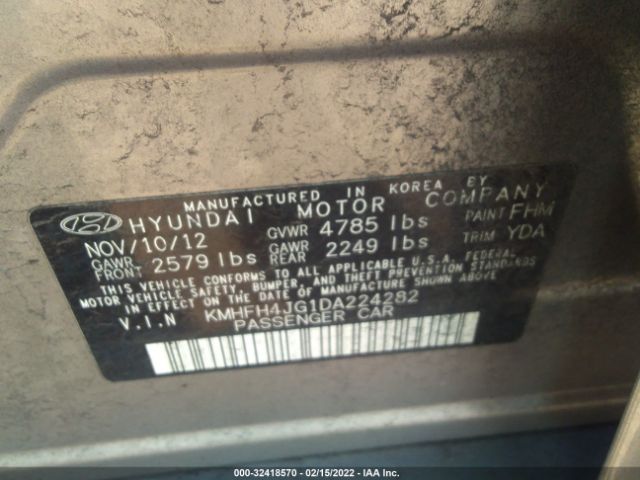 MANUFACTURED IN KOREA BY
HYUNDAI MOTOR COMPANY
NOV/10/12 GVWR 4785 lbs PAINT FHM
GAWR FRONT 2579 lbs GAWR REAR 2249 lbs TRIM YDA
THIS VEHICLE CONFORMS TO ALL APPLICABLE U.S.A. FEDERAL
MOTOR VEHICLE SAFETY, BUMPER, AND THEFT PREVENTION STANDARDS
IN EFFECT ON THE DATE OF MANUFACTURE SHOWN ABOVE.
V.I.N KMHFH4JG1DA224282
PASSENGER CAR
000-32418570 - 02/15/2022 - IAA Inc.